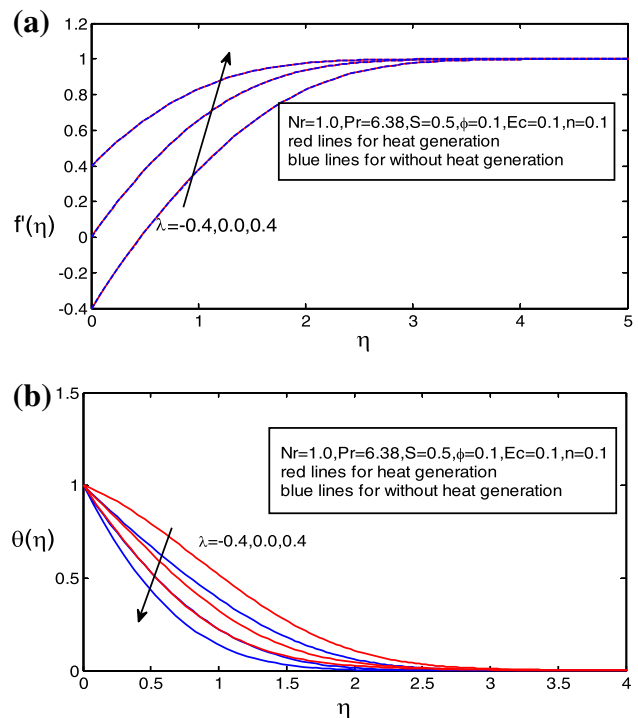 (a)
1.2
1
0.8
0.6
0.4
0.2
0
-0.2
-0.4
f'(η)
Nr=1.0,Pr=6.38,S=0.5,ϕ=0.1,Ec=0.1,n=0.1
red lines for heat generation
blue lines for without heat generation
λ=-0.4,0.0,0.4
0 1 2 3 4 5
η
(b)
1.5
1
0.5
0
θ(η)
Nr=1.0,Pr=6.38,S=0.5,ϕ=0.1,Ec=0.1,n=0.1
red lines for heat generation
blue lines for without heat generation
λ=-0.4,0.0,0.4
0 0.5 1 1.5 2 2.5 3 3.5 4
η